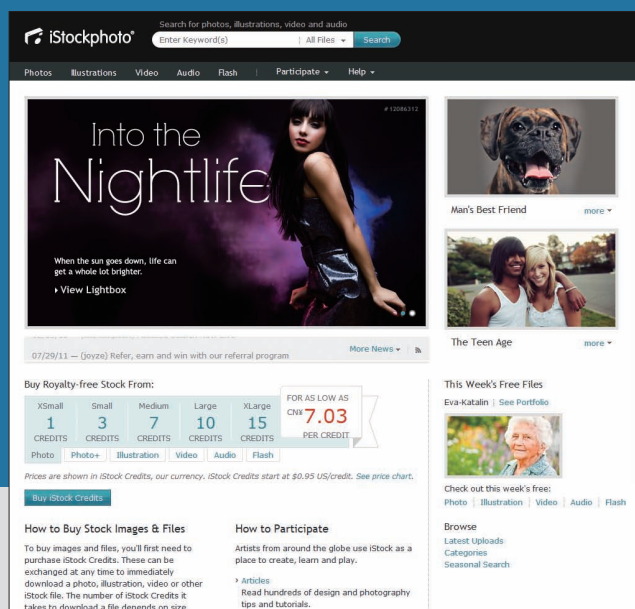 Search for photos, illustrations, video and audio
iStockphoto®
Enter Keyword(s) | All Files Search
Photos Illustrations Video Audio Flash | Participate Help
#12086312
Into the
Nightlife
When the sun goes down, life can
get a whole lot brighter.
View Lightbox
Man's Best Friend more
The Teen Age more
07/29/11 — (joyze) Refer, earn and win with our referral program
More News
Buy Royalty-free Stock From:
XSmall Small Medium Large XLarge
1 3 7 10 15
CREDITS CREDITS CREDITS CREDITS CREDITS
FOR AS LOW AS
CN¥ 7.03
PER CREDIT
Photo Photo+ Illustration Video Audio Flash
Prices are shown in iStock Credits, our currency. iStock Credits start at $0.95 US/credit. See price chart.
Buy iStock Credits
This Week's Free Files
Eva-Katalin | See Portfolio
Check out this week's free:
Photo | Illustration | Video | Audio | Flash
Browse
Latest Uploads
Categories
Seasonal Search
How to Buy Stock Images & Files
To buy images and files, you'll first need to
purchase iStock Credits. These can be
exchanged at any time to immediately
download a photo, illustration, video or other
iStock file. The number of iStock Credits it
takes to download a file depends on size
How to Participate
Artists from around the globe use iStock as a
place to create, learn and play.
Articles
Read hundreds of design and photography
tips and tutorials.